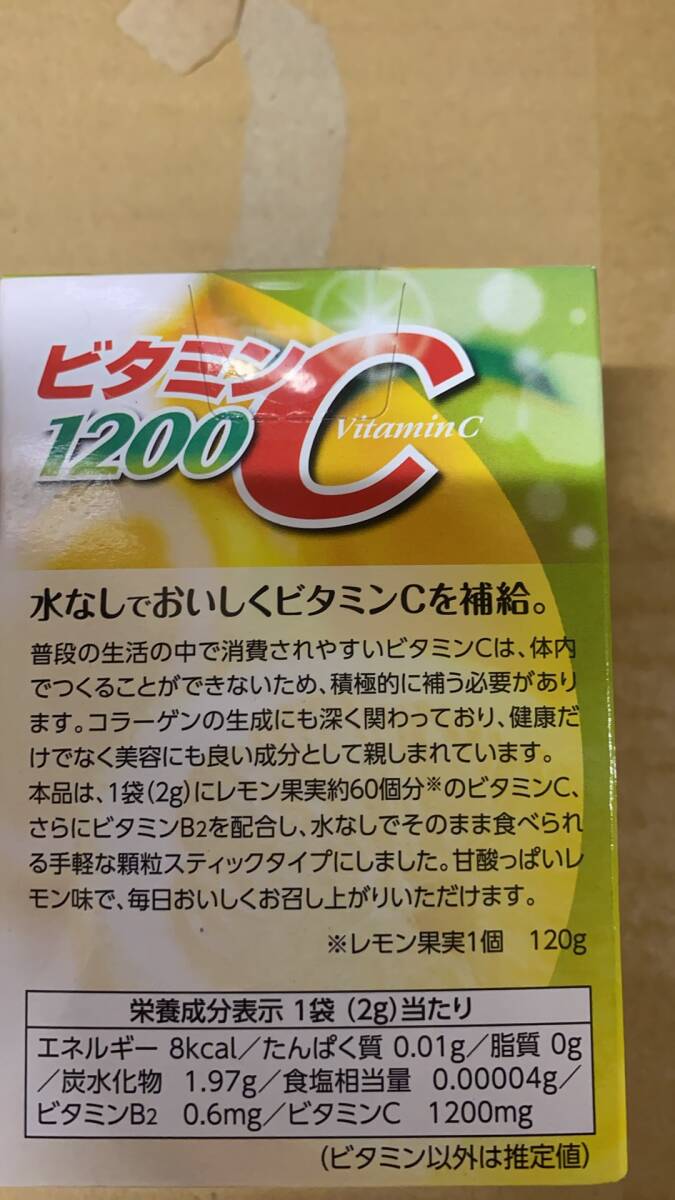 ビタミンC
VitaminC
1200
水なしでおいしくビタミンCを補給。
普段の生活の中で消費されやすいビタミンCは、体内
でつくることができないため、積極的に補う必要があり
ます。コラーゲンの生成にも深く関わっており、健康だ
けでなく美容にも良い成分として親しまれています。
本品は、1袋(2g)にレモン果実約60個分※のビタミンC、
さらにビタミンB2を配合し、水なしでそのまま食べられ
る手軽な顆粒スティックタイプにしました。甘酸っぱいレ
モン味で、毎日おいしくお召し上がりいただけます。
※レモン果実1個 120g
栄養成分表示 1袋 (2g)当たり
エネルギー 8kcal/たんぱく質 0.01g/脂質 0g
/炭水化物 1.97g/食塩相当量 0.00004g/
ビタミンB2 0.6mg/ビタミンC 1200mg
(ビタミン以外は推定値)